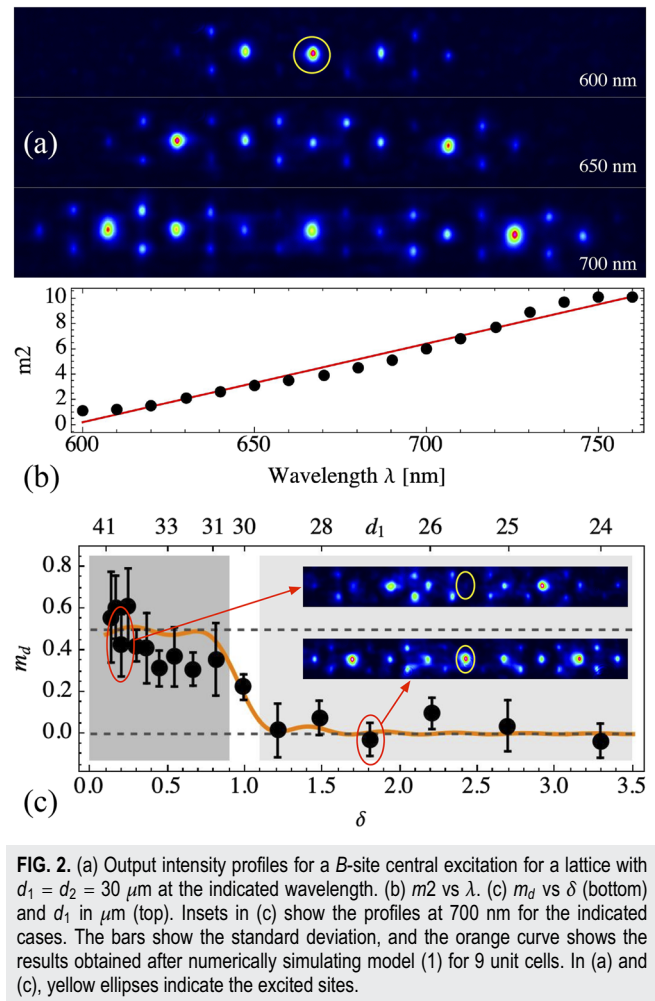 600 nm
(a)
650 nm
700 nm
10
8
6
4
2
0
m2
600 650 700 750
Wavelength λ [nm]
(b)
41 33 31 30 28 d₁ 26 25 24
0.8
0.6
0.4
0.2
0.0
m_d
0.0 0.5 1.0 1.5 2.0 2.5 3.0 3.5
δ
(c)
FIG. 2. (a) Output intensity profiles for a B-site central excitation for a lattice with
d₁ = d₂ = 30 μm at the indicated wavelength. (b) m2 vs λ. (c) m_d vs δ (bottom)
and d₁ in μm (top). Insets in (c) show the profiles at 700 nm for the indicated
cases. The bars show the standard deviation, and the orange curve shows the
results obtained after numerically simulating model (1) for 9 unit cells. In (a) and
(c), yellow ellipses indicate the excited sites.